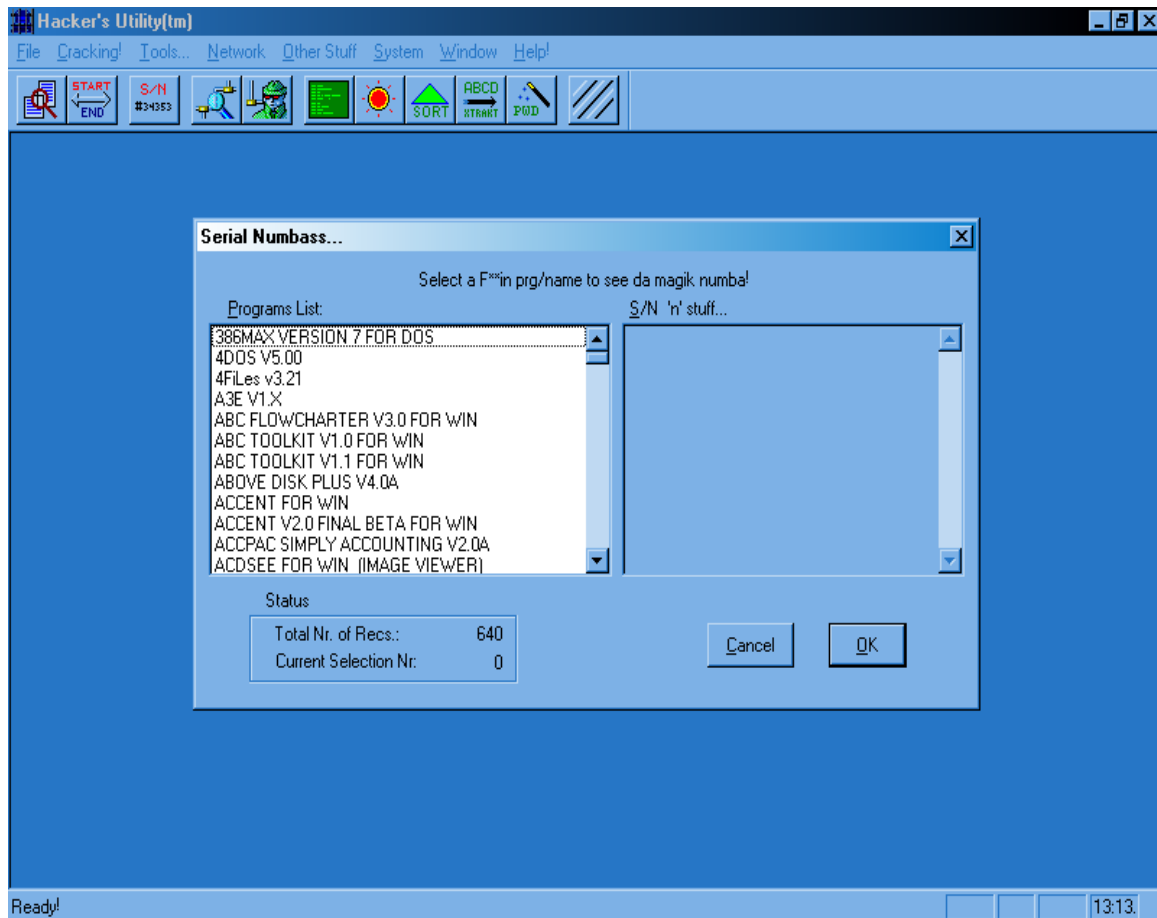 Hacker's Utility(tm)
File Cracking! Tools... Network Other Stuff System Window Help!
START END
S/N #34353
SORT
ABCD XTRAKT
PWD
Serial Numbass...
Select a F**in prg/name to see da magik numba!
Programs List:
S/N 'n' stuff...
386MAX VERSION 7 FOR DOS
4DOS V5.00
4FiLes v3.21
A3E V1.X
ABC FLOWCHARTER V3.0 FOR WIN
ABC TOOLKIT V1.0 FOR WIN
ABC TOOLKIT V1.1 FOR WIN
ABOVE DISK PLUS V4.0A
ACCENT FOR WIN
ACCENT V2.0 FINAL BETA FOR WIN
ACCPAC SIMPLY ACCOUNTING V2.0A
ACDSEE FOR WIN (IMAGE VIEWER)
Status
Total Nr. of Recs.: 640
Current Selection Nr: 0
Cancel
OK
Ready!
13:13.